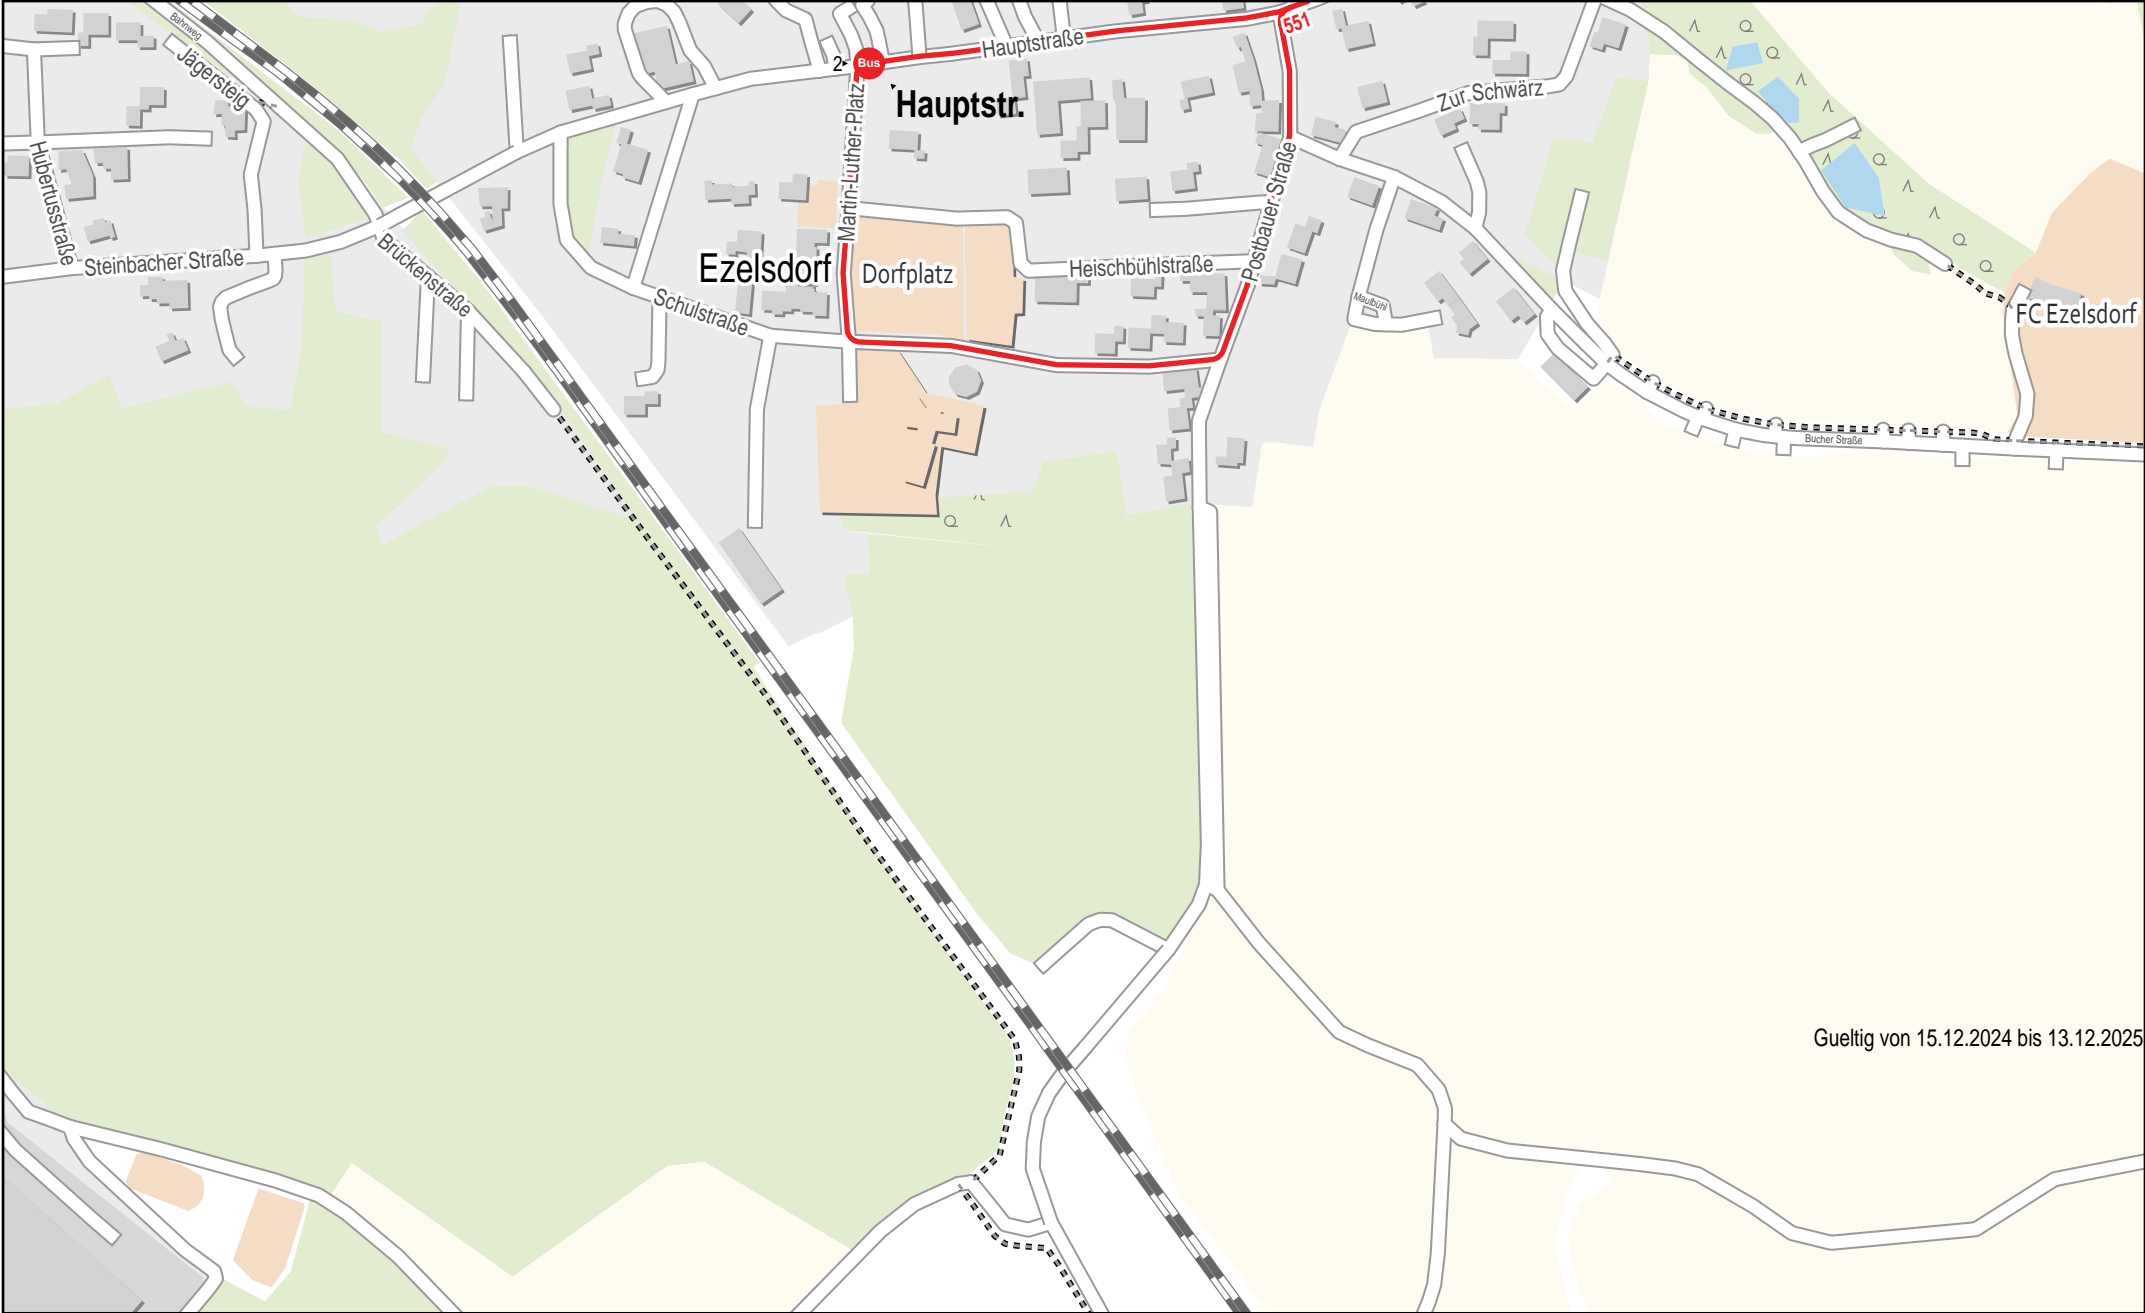 Bahnweg
551
Hauptstraße
2
Bus
Jägersteig
Hauptstr.
Zur Schwärz
Martin-Luther-Platz
Hubertusstraße
Postbauer Straße
Steinbacher Straße
Brückenstraße
Ezelsdorf
Dorfplatz
Heischbühlstraße
Schulstraße
Maulbühl
FC Ezelsdorf
Bucher Straße
Gueltig von 15.12.2024 bis 13.12.2025